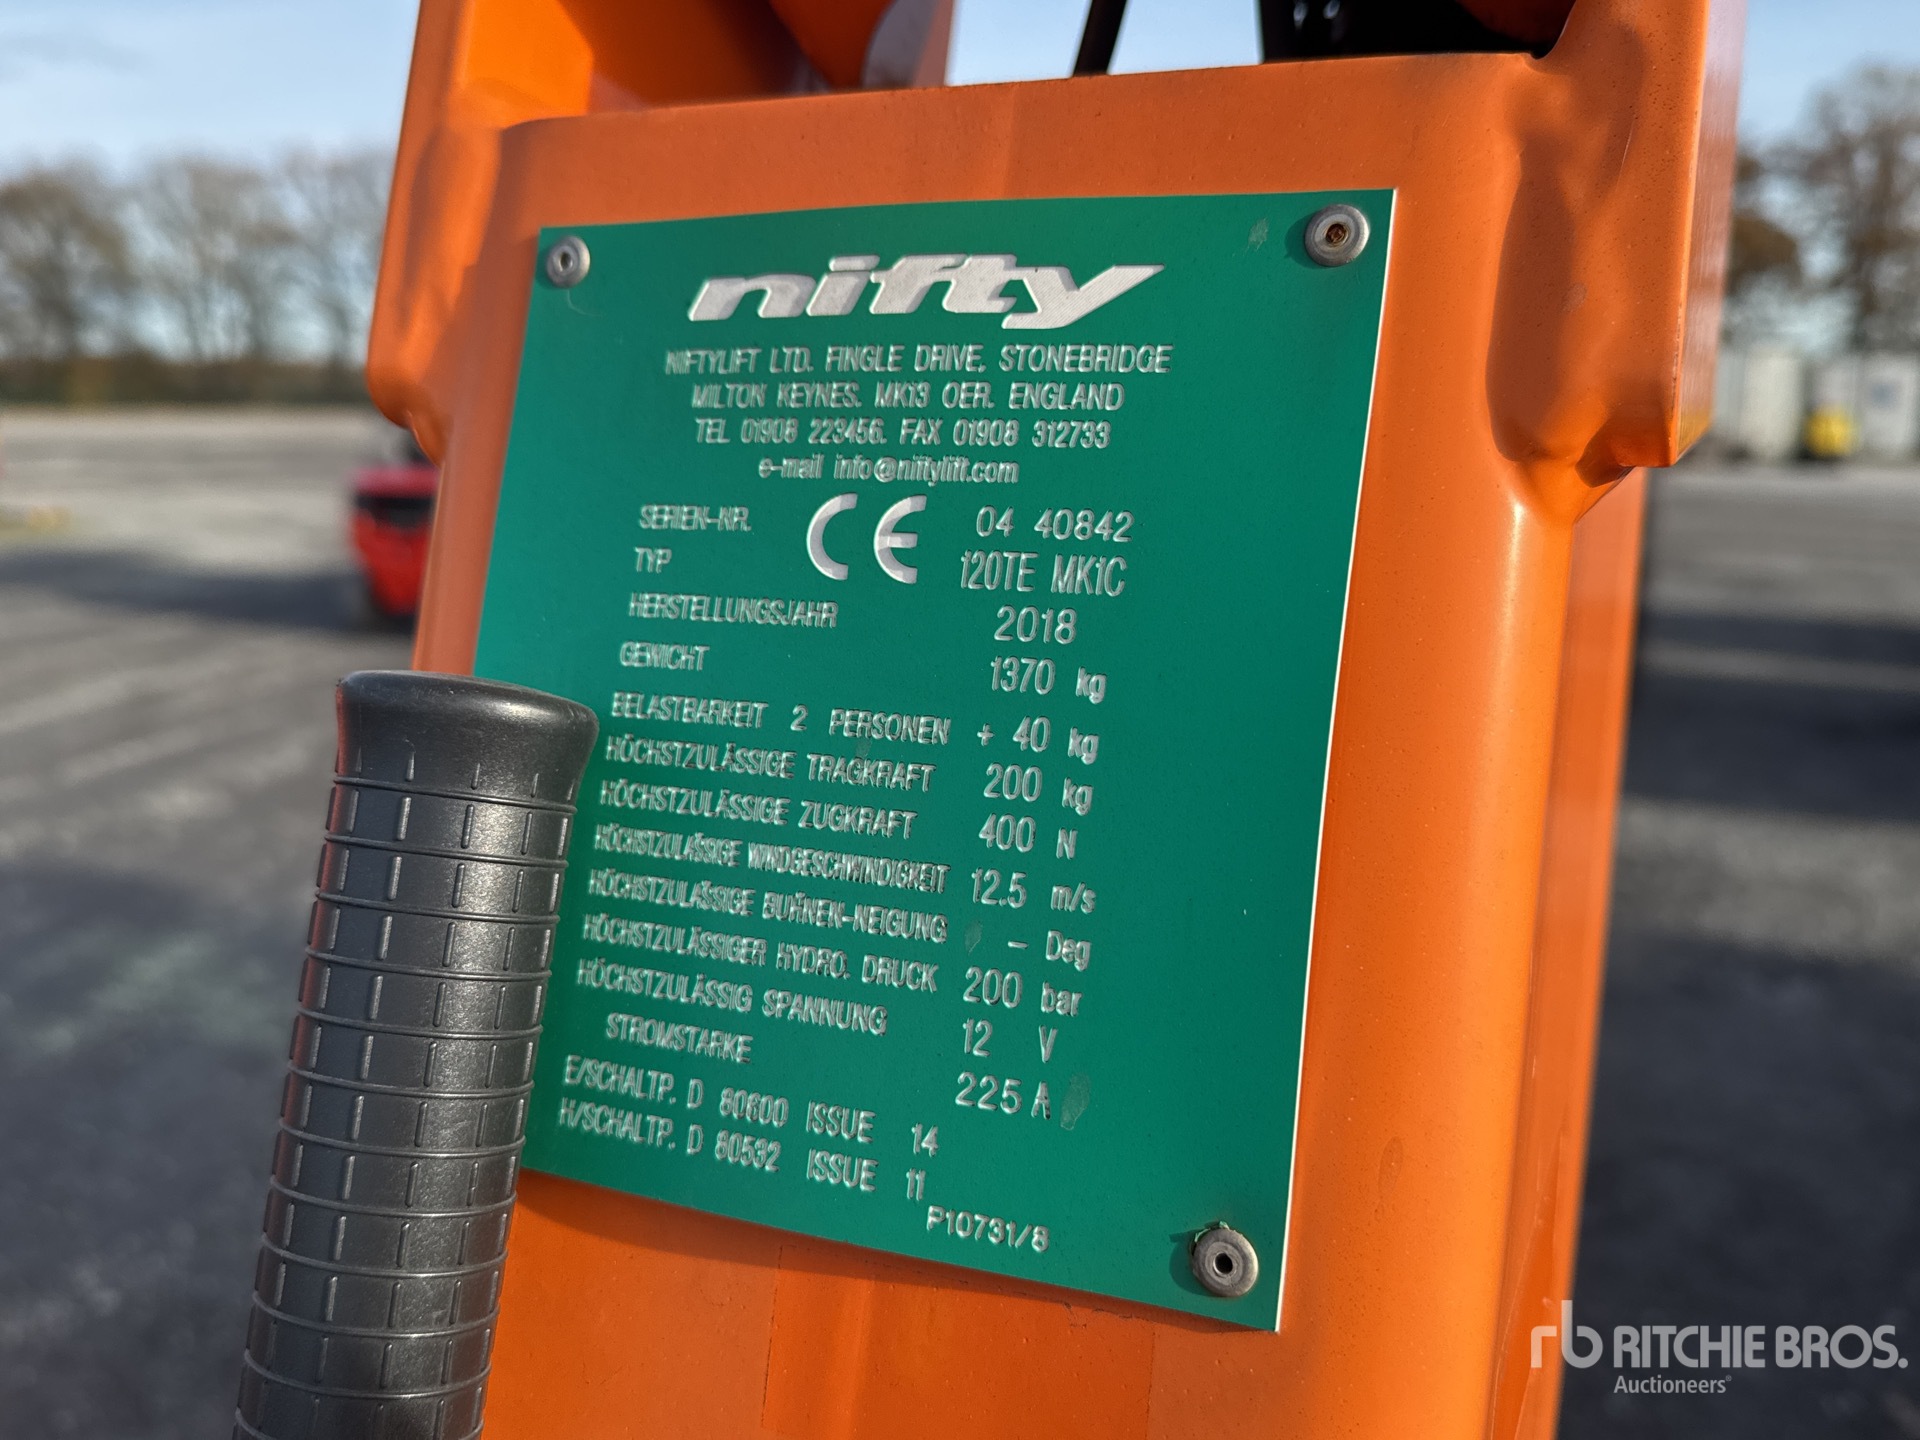 nifty
NIFTYLIFT LTD. FINGLE DRIVE, STONEBRIDGE
MILTON KEYNES. MK13 OER. ENGLAND
TEL 01908 223456. FAX 01908 312733
e-mail info@niftylift.com
SERIEN-NR. CE 04 40842
TYP 120TE MK1C
HERSTELLUNGSJAHR 2018
GEWICHT 1370 kg
BELASTBARKEIT 2 PERSONEN + 40 kg
HÖCHSTZULÄSSIGE TRAGKRAFT 200 kg
HÖCHSTZULÄSSIGE ZUGKRAFT 400 N
HÖCHSTZULÄSSIGE WINDGESCHWINDIGKEIT 12.5 m/s
HÖCHSTZULÄSSIGE BUHNEN-NEIGUNG - Deg
HÖCHSTZULÄSSIGER HYDRO. DRUCK 200 bar
HÖCHSTZULÄSSIG SPANNUNG 12 V
STROMSTARKE 225 A
E/SCHALTP. D 80600 ISSUE 14
H/SCHALTP. D 80532 ISSUE 11
P10731/8
rb RITCHIE BROS.
Auctioneers